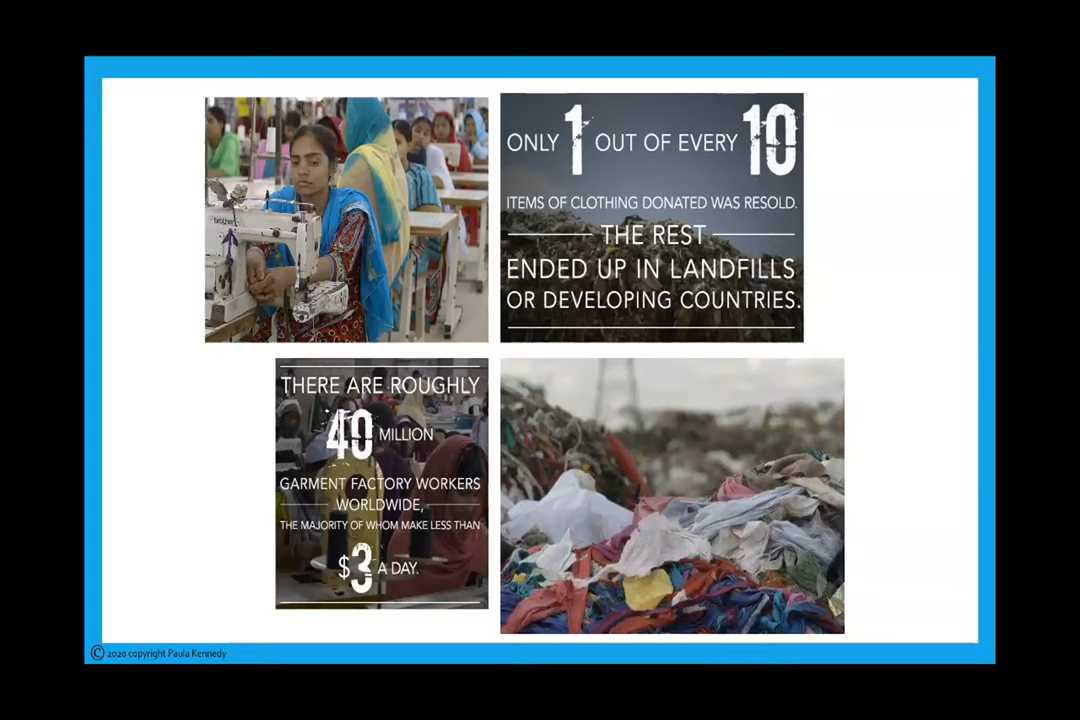 brother
ONLY 1 OUT OF EVERY 10
ITEMS OF CLOTHING DONATED WAS RESOLD.
THE REST
ENDED UP IN LANDFILLS
OR DEVELOPING COUNTRIES.
THERE ARE ROUGHLY
40 MILLION
GARMENT FACTORY WORKERS
WORLDWIDE,
THE MAJORITY OF WHOM MAKE LESS THAN
$3 A DAY.
© 2020 copyright Paula Kennedy